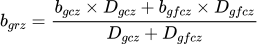 b_{grz} = \frac{b_{gcz} \times D_{gcz} + b_{gfcz} \times D_{gfcz}}{D_{gcz} + D_{gfcz}}